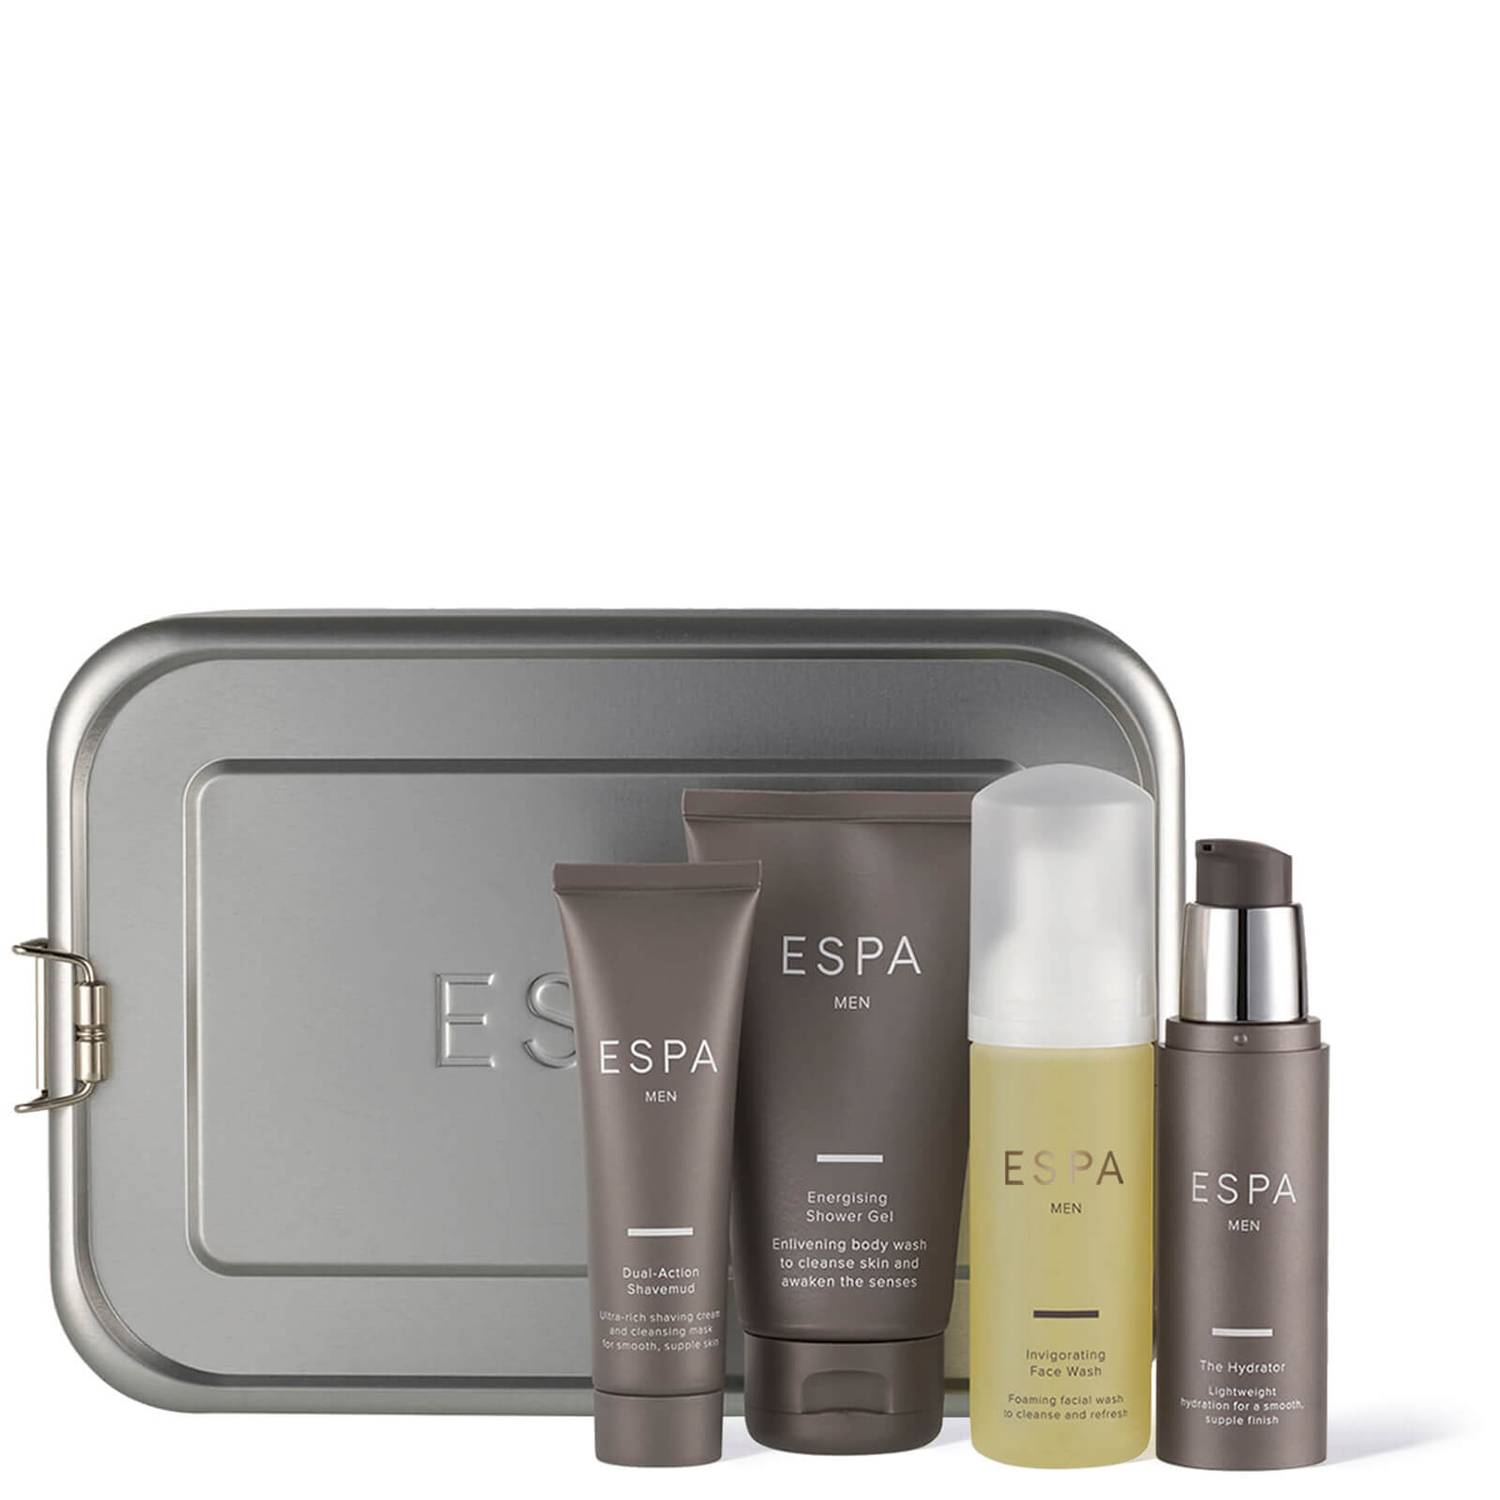 ES
ESPA
MEN
Dual-Action
Shavemud
Ultra-rich shaving cream
and cleansing mask
for smooth, supple skin
ESPA
MEN
Energising
Shower Gel
Enlivening body wash
to cleanse skin and
awaken the senses
ESPA
MEN
Invigorating
Face Wash
Foaming facial wash
to cleanse and refresh
ESPA
MEN
The Hydrator
Lightweight
hydration for a smooth,
supple finish